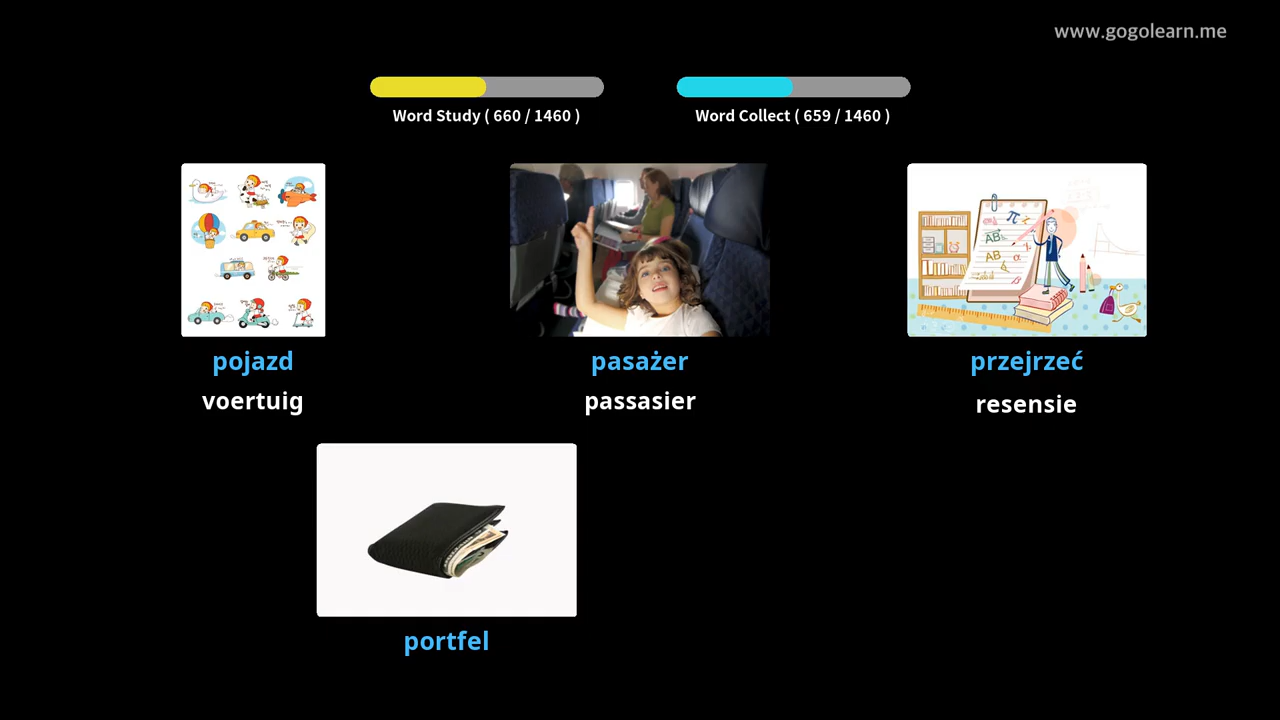 www.gogolearn.me
Word Study ( 660 / 1460 )
Word Collect ( 659 / 1460 )
pojazd
pasażer
przejrzeć
voertuig
passasier
resensie
portfel